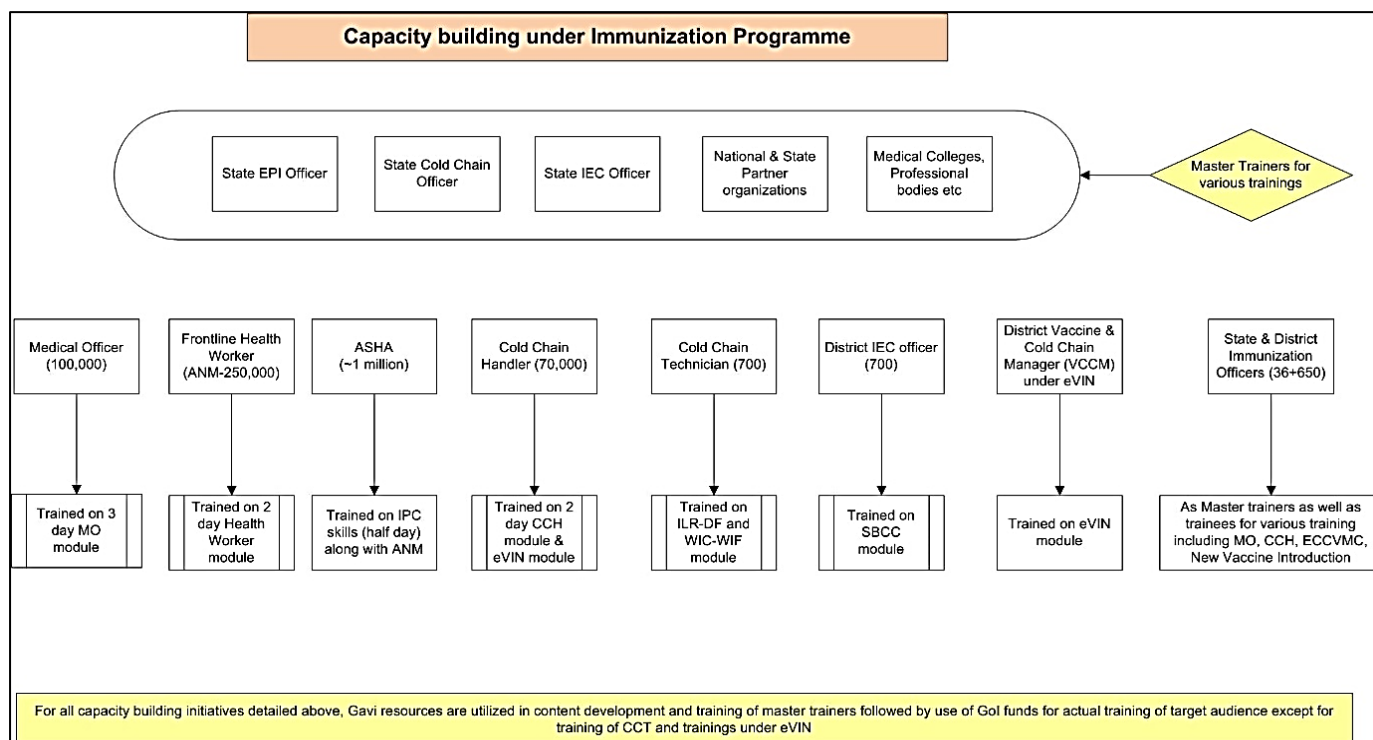 Capacity building under Immunization Programme
State EPI Officer
State Cold Chain
Officer
State IEC Officer
National & State
Partner
organizations
Medical Colleges,
Professional
bodies etc
Master Trainers for
various trainings
Medical Officer
(100,000)
Frontline Health
Worker
(ANM-250,000)
ASHA
(~1 million)
Cold Chain
Handler (70,000)
Cold Chain
Technician (700)
District IEC officer
(700)
District Vaccine &
Cold Chain
Manager (VCCM)
under eVIN
State & District
Immunization
Officers (36+650)
Trained on 3
day MO
module
Trained on 2
day Health
Worker
module
Trained on IPC
skills (half day)
along with ANM
Trained on 2
day CCH
module &
eVIN module
Trained on
ILR-DF and
WIC-WIF
module
Trained on
SBCC
module
Trained on eVIN
module
As Master trainers as well as
trainees for various training
including MO, CCH, ECCVMC,
New Vaccine Introduction
For all capacity building initiatives detailed above, Gavi resources are utilized in content development and training of master trainers followed by use of GoI funds for actual training of target audience except for
training of CCT and trainings under eVIN